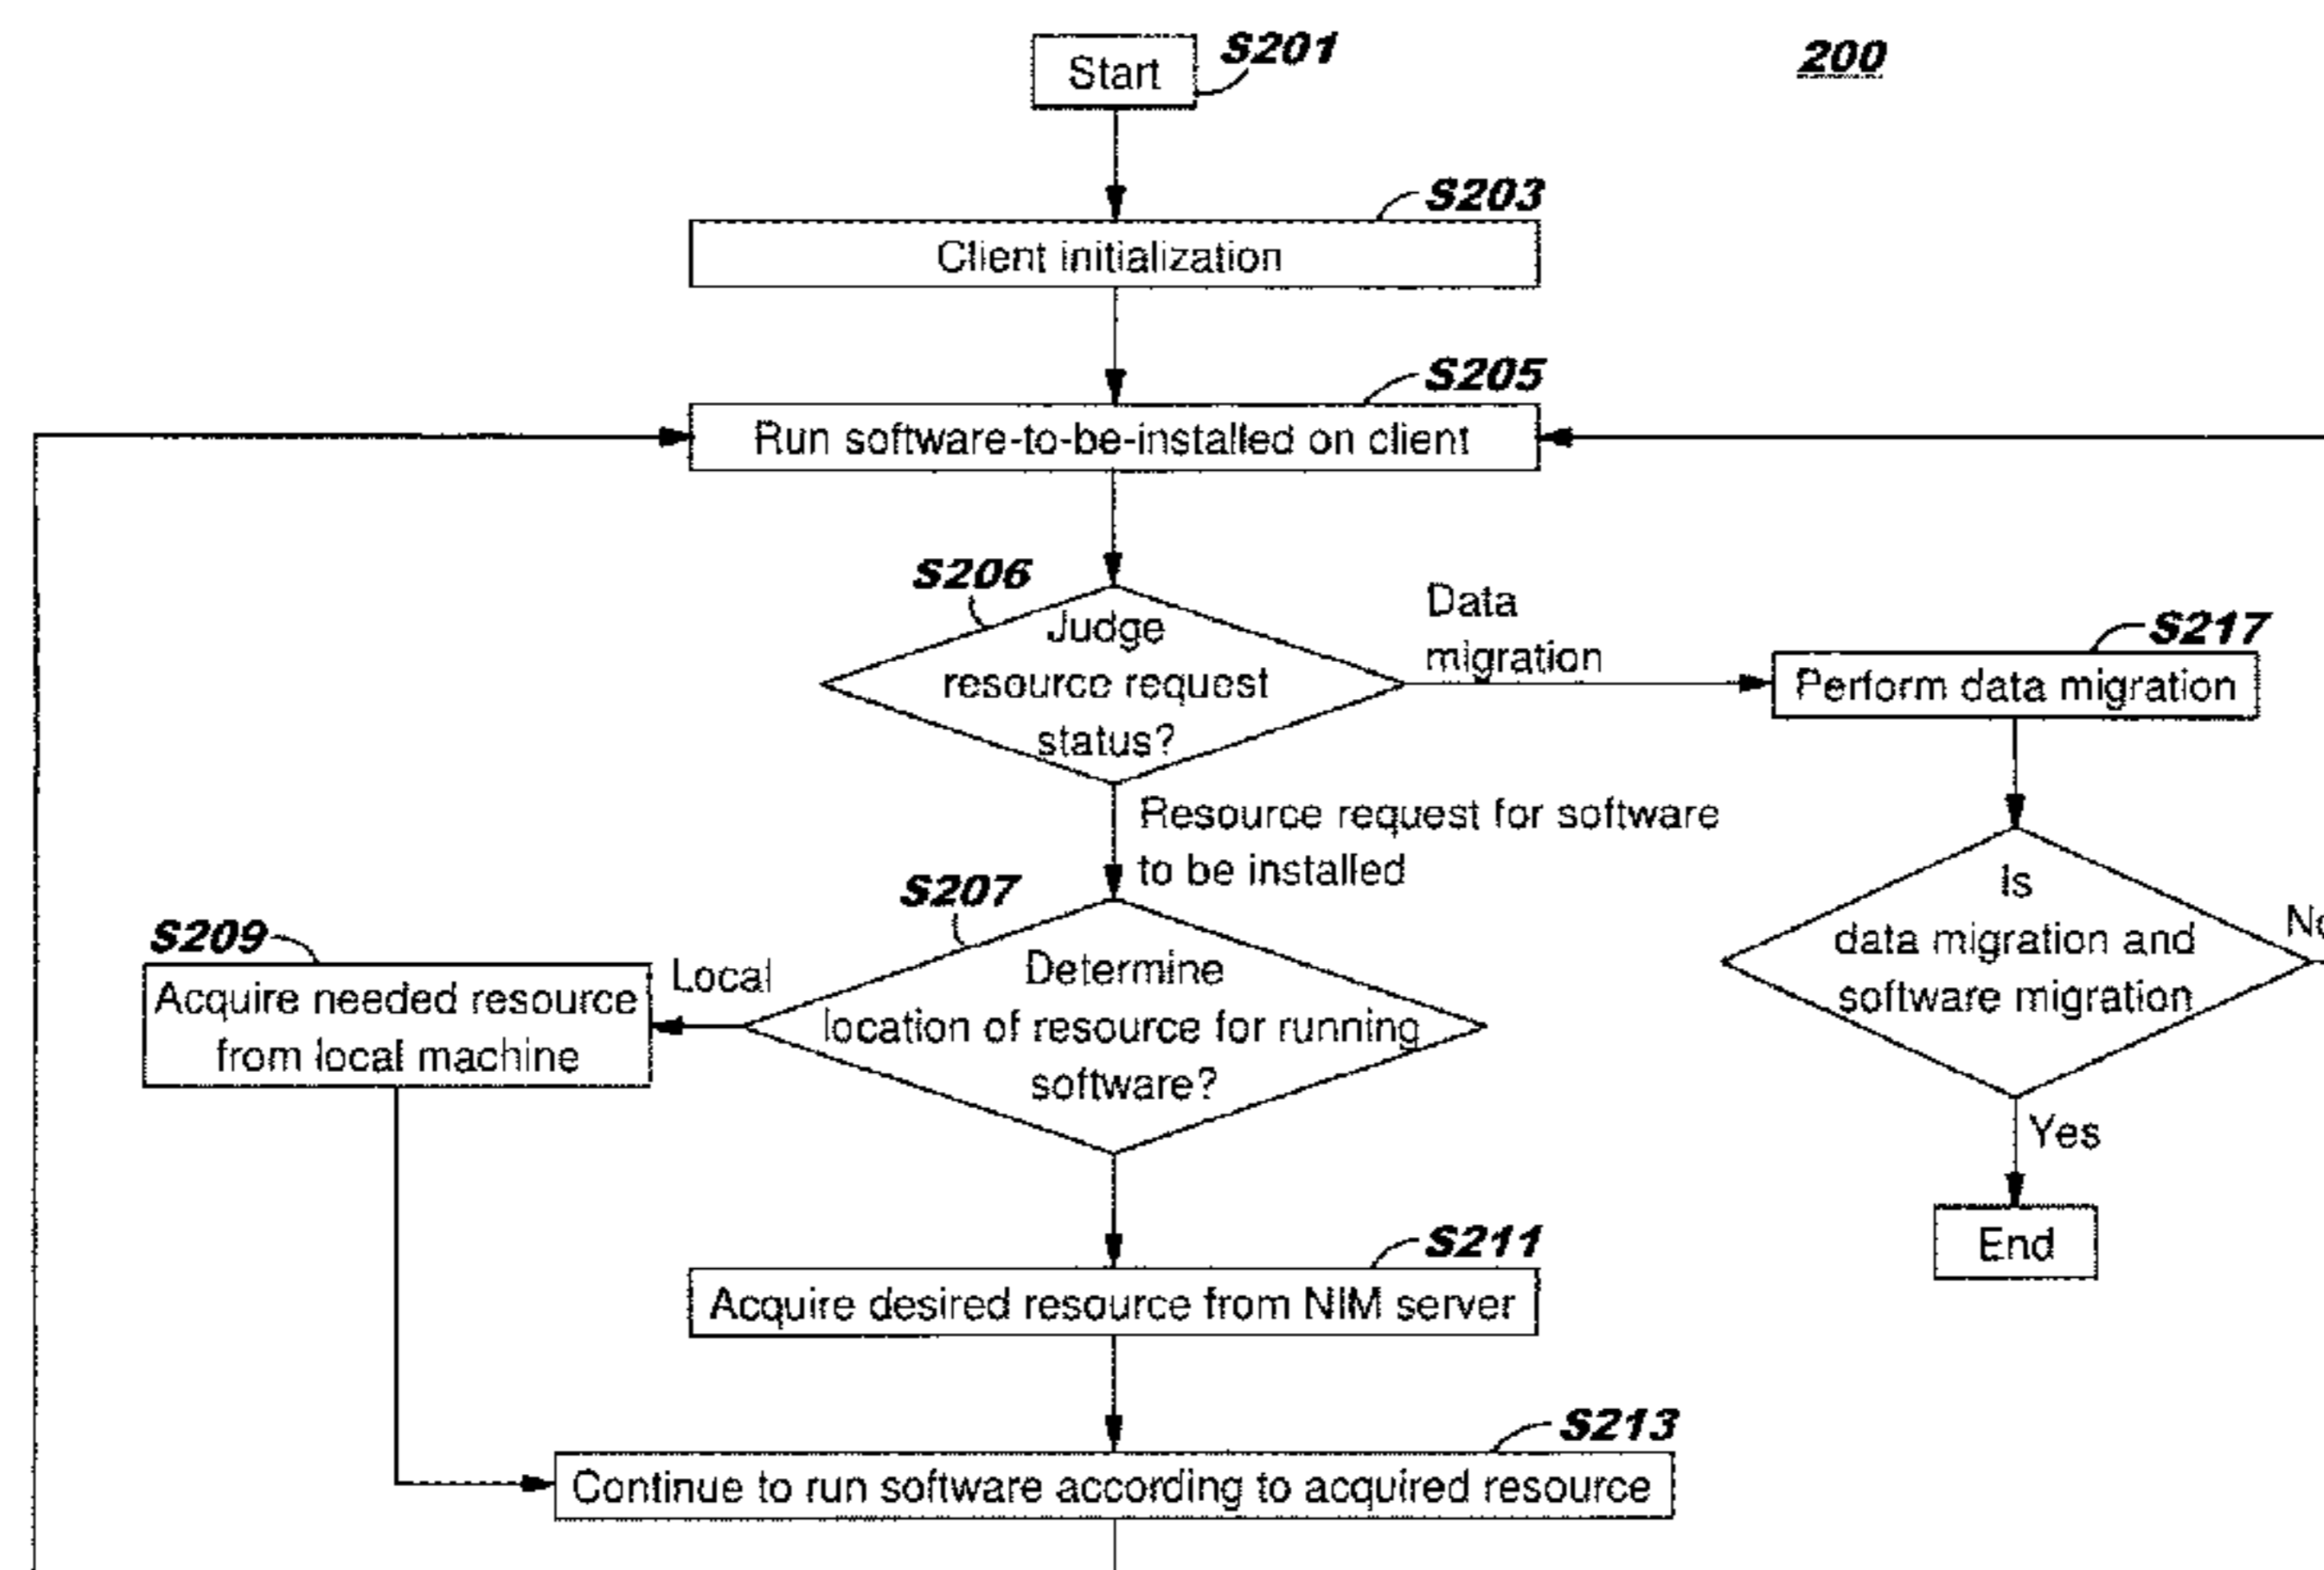 S201
200
Start
S203
Client initialization
S205
Run software-to-be-installed on client
S206
Judge
resource request
status?
Data
migration
S217
Perform data migration
Resource request for software
to be installed
S207
Determine
location of resource for running
software?
Local
S209
Acquire needed resource
from local machine
Is
data migration and
software migration
Yes
End
S211
Acquire desired resource from NIM server
S213
Continue to run software according to acquired resource